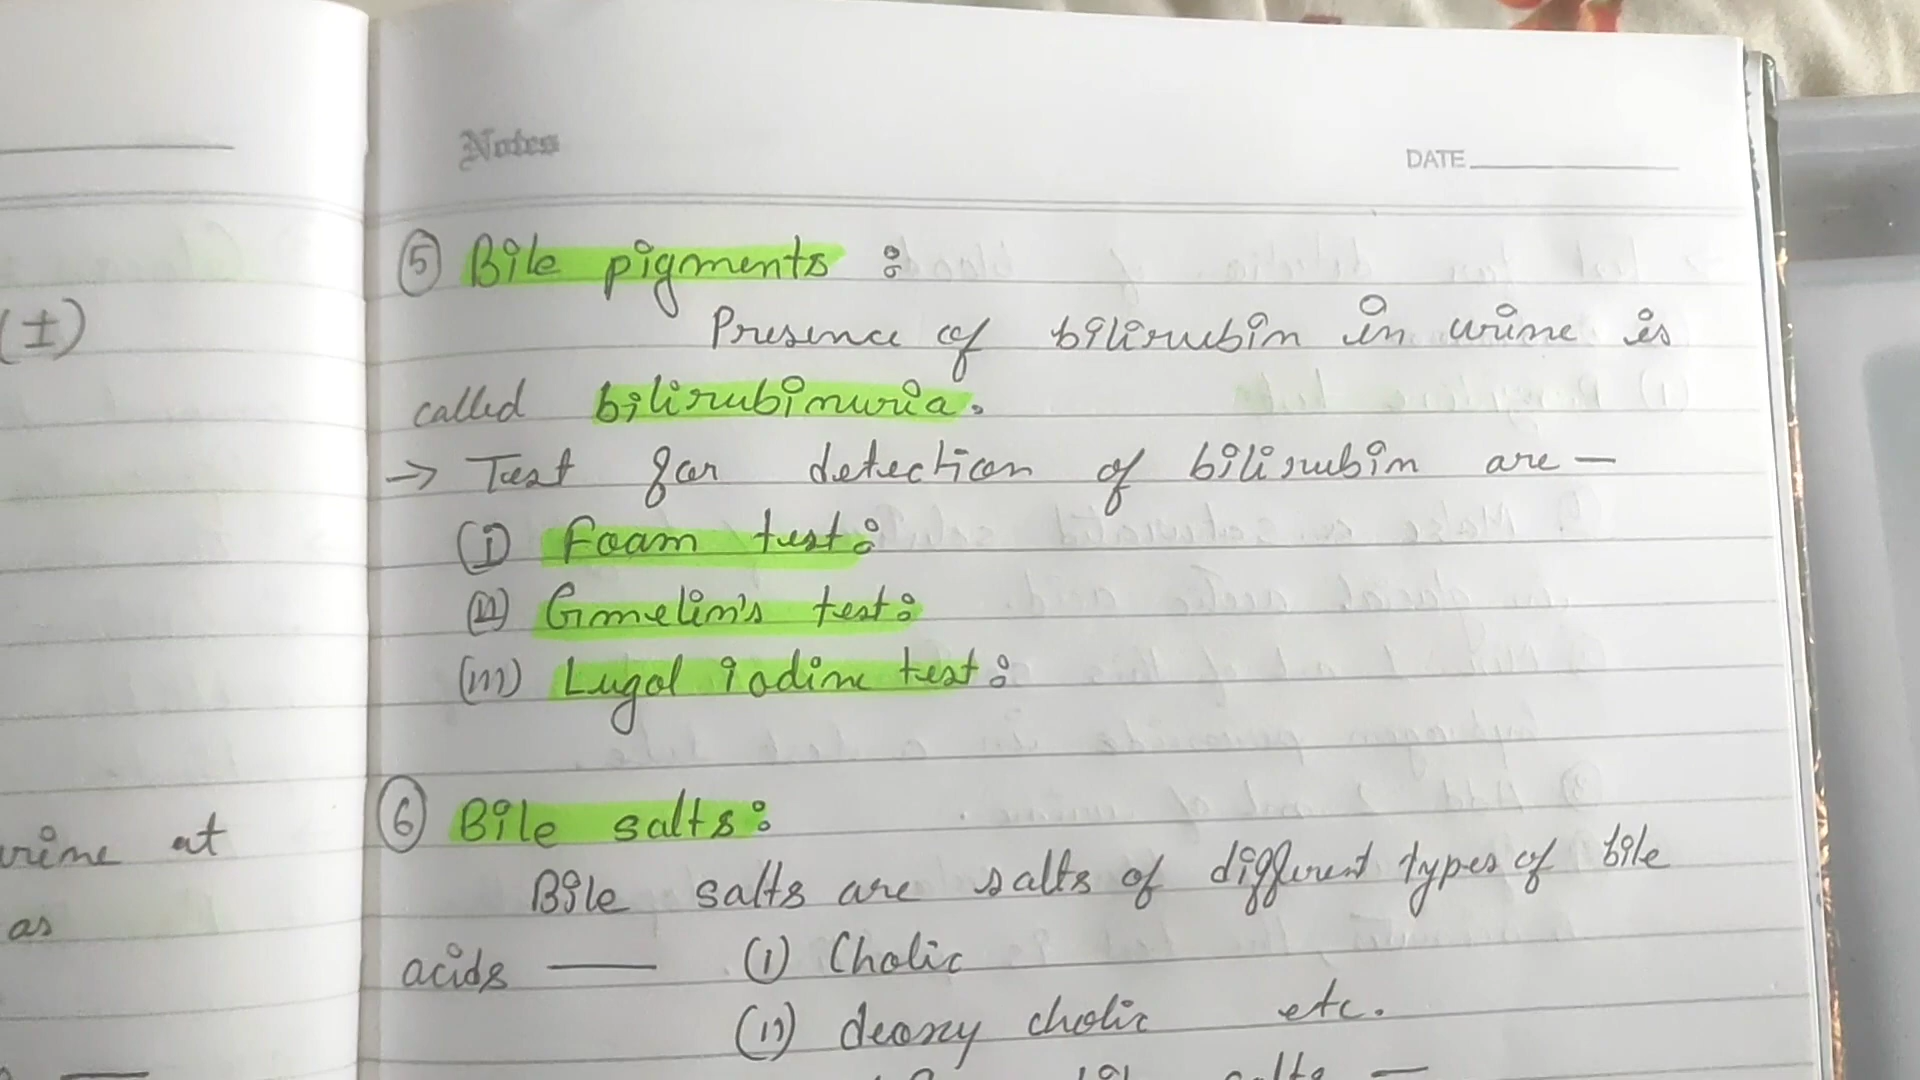 Notes
DATE
(±)
urine at
as
⑤ Bile pigments :
Presence of bilirubin in urine is
called bilirubinuria.
→ Test for detection of bilirubin are —
(i) Foam test:
(ii) Gmelin's test:
(iii) Lugol iodine test:
⑥ Bile salts:
Bile salts are salts of different types of bile
acids — (i) Cholic
(ii) deoxy cholic etc.
salts —